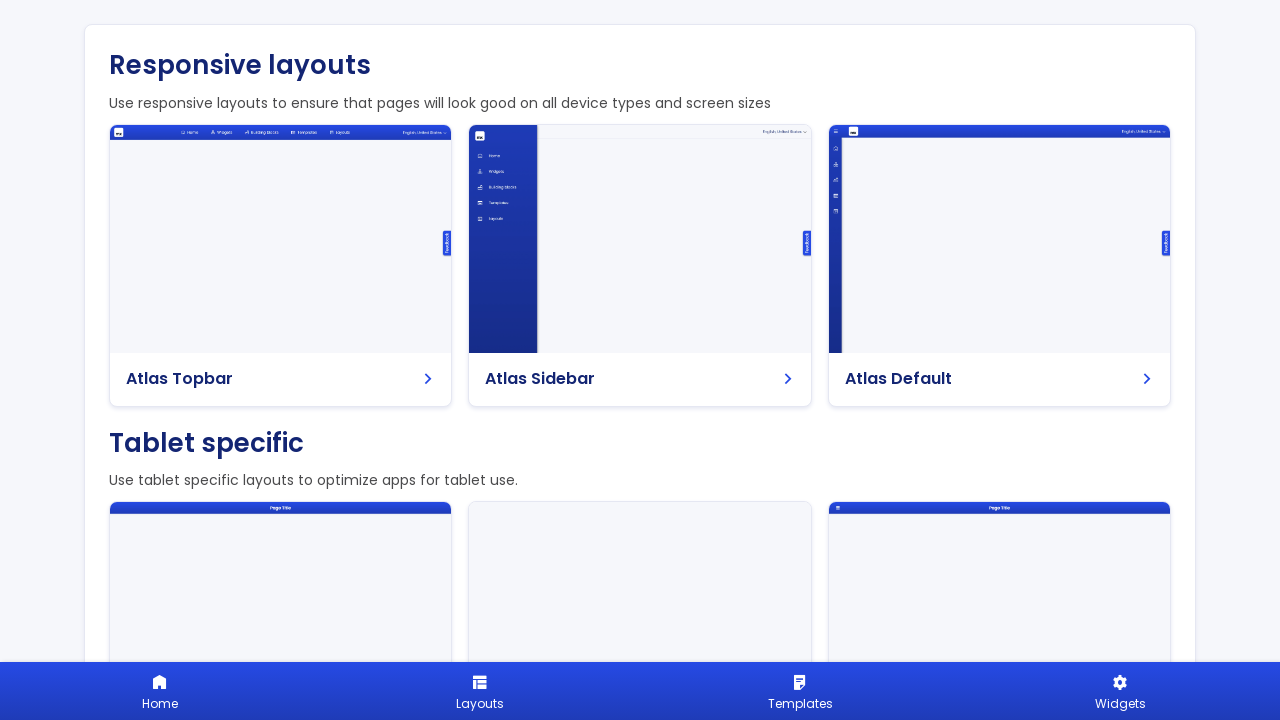 Responsive layouts
Use responsive layouts to ensure that pages will look good on all device types and screen sizes
mx Home Widgets Building blocks Templates Layouts English, United States
Feedback
mx English, United States
Home
Widgets
Building blocks
Templates
Layouts
Feedback
mx English, United States
Feedback
Atlas Topbar
Atlas Sidebar
Atlas Default
Tablet specific
Use tablet specific layouts to optimize apps for tablet use.
Page Title
Page Title
Home
Layouts
Templates
Widgets